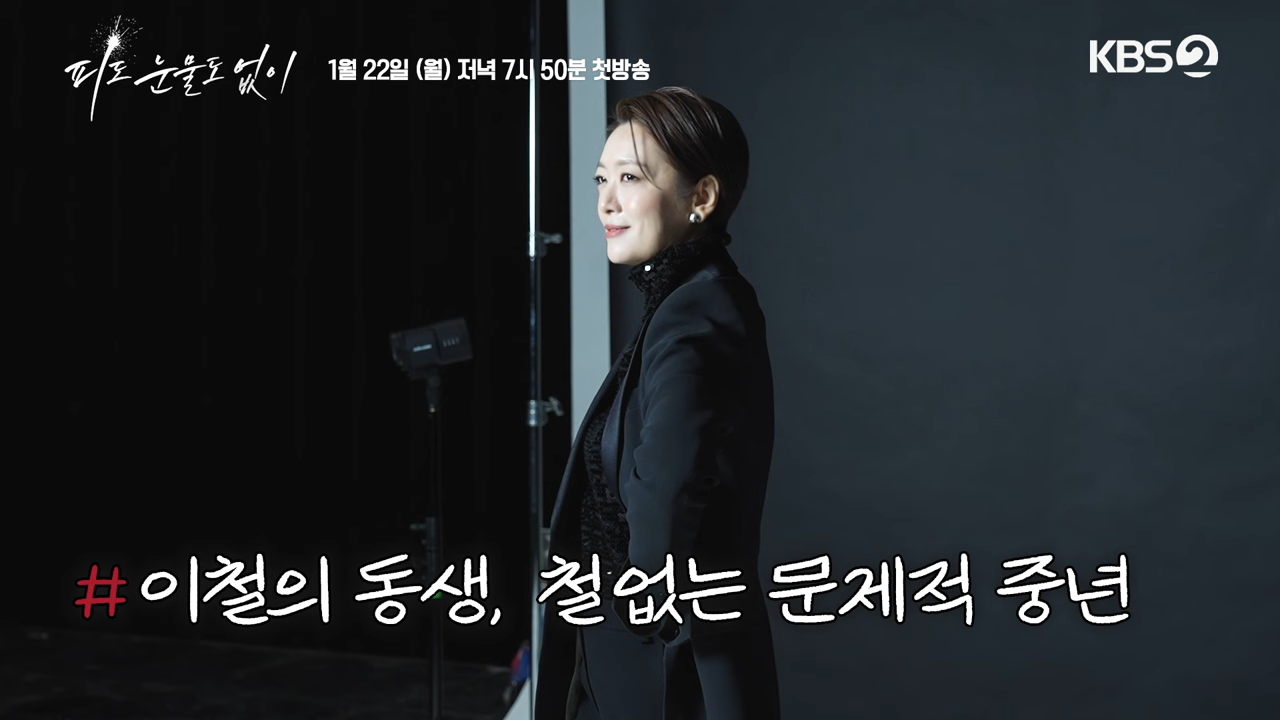 피도 눈물도 없이
1월 22일 (월) 저녁 7시 50분 첫방송
KBS2
#이철의 동생, 철없는 문제적 중년